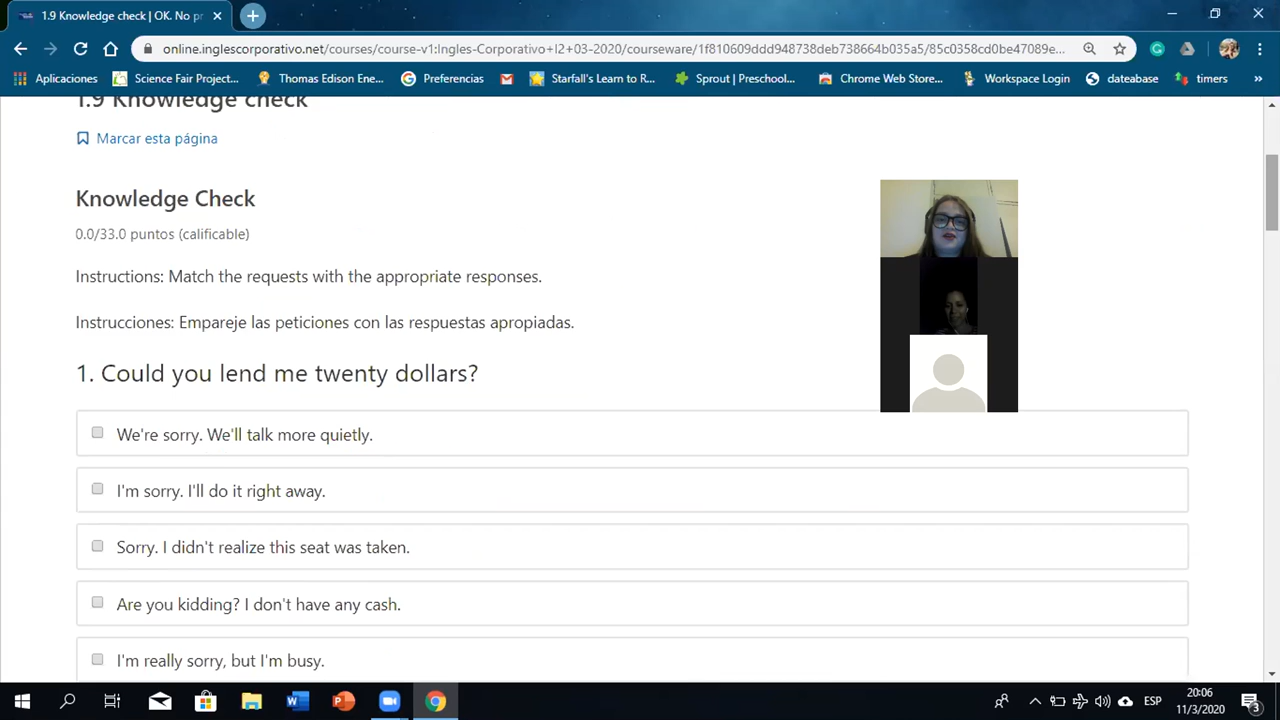 1.9 Knowledge check | OK. No pr
online.inglescorporativo.net/courses/course-v1:Ingles-Corporativo+I2+03-2020/courseware/1f810609ddd948738deb738664b035a5/85c0358cd0be47089e...
Aplicaciones Science Fair Project... Thomas Edison Ene... Preferencias Starfall's Learn to R... Sprout | Preschool... Chrome Web Store... Workspace Login dateabase timers »
1.9 Knowledge check
Marcar esta página
Knowledge Check
0.0/33.0 puntos (calificable)
Instructions: Match the requests with the appropriate responses.
Instrucciones: Empareje las peticiones con las respuestas apropiadas.
1. Could you lend me twenty dollars?
We're sorry. We'll talk more quietly.
I'm sorry. I'll do it right away.
Sorry. I didn't realize this seat was taken.
Are you kidding? I don't have any cash.
I'm really sorry, but I'm busy.
ESP
20:06
11/3/2020
3